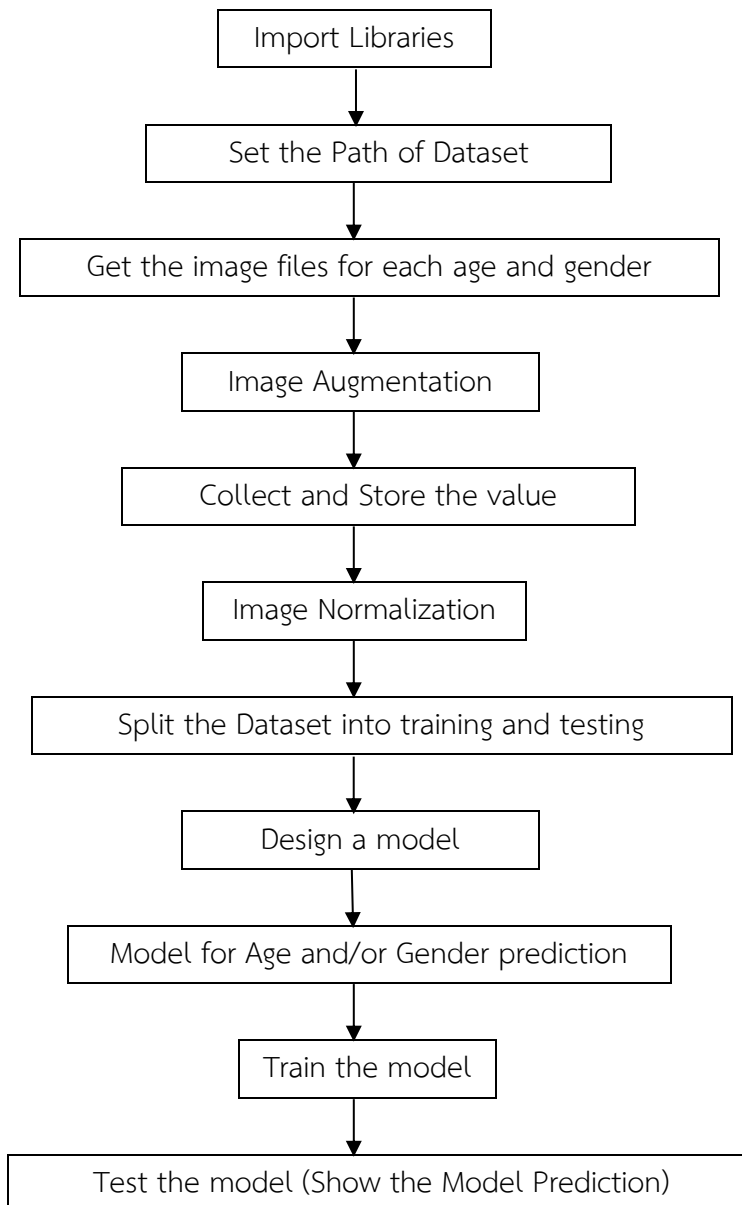 Import Libraries
Set the Path of Dataset
Get the image files for each age and gender
Image Augmentation
Collect and Store the value
Image Normalization
Split the Dataset into training and testing
Design a model
Model for Age and/or Gender prediction
Train the model
Test the model (Show the Model Prediction)